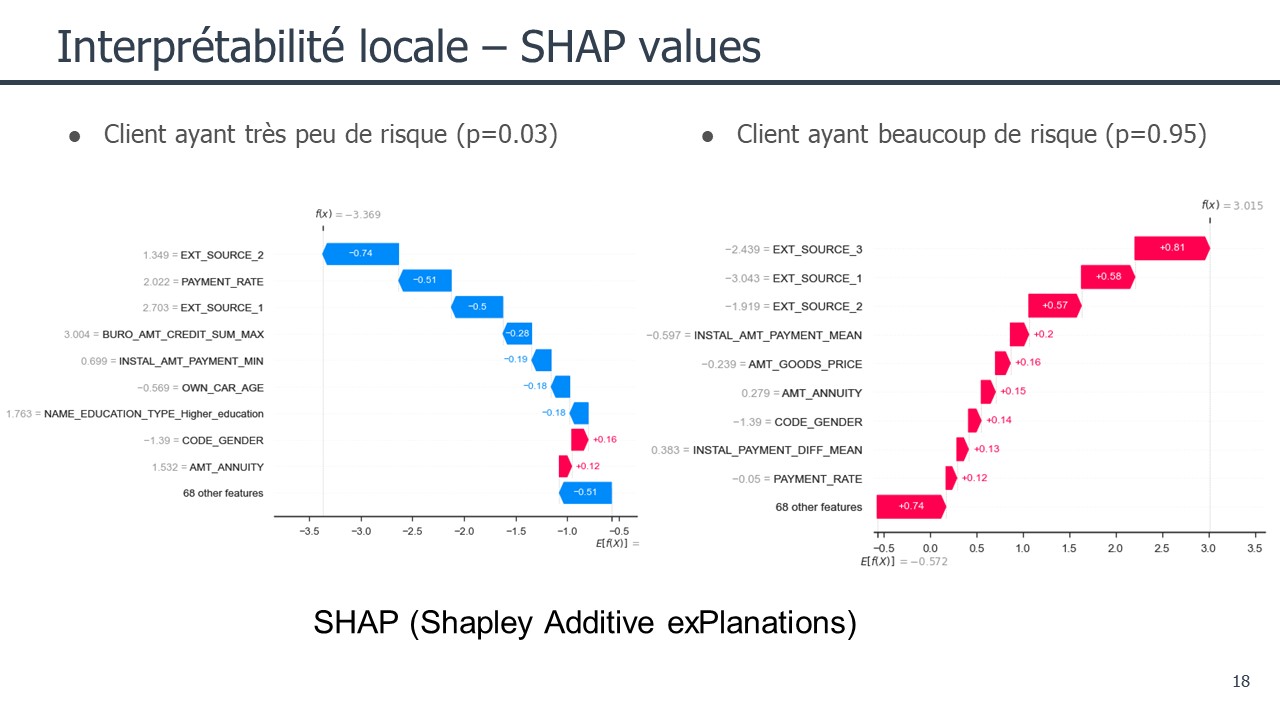 Interprétabilité locale – SHAP values
● Client ayant très peu de risque (p=0.03)
f(x) = −3.369
1.349 = EXT_SOURCE_2
−0.74
2.022 = PAYMENT_RATE
−0.51
2.703 = EXT_SOURCE_1
−0.5
3.004 = BURO_AMT_CREDIT_SUM_MAX
−0.28
0.699 = INSTAL_AMT_PAYMENT_MIN
−0.19
−0.569 = OWN_CAR_AGE
−0.18
1.763 = NAME_EDUCATION_TYPE_Higher_education
−0.18
−1.39 = CODE_GENDER
+0.16
1.532 = AMT_ANNUITY
+0.12
68 other features
−0.51
−3.5 −3.0 −2.5 −2.0 −1.5 −1.0 −0.5
E[f(X)] =
● Client ayant beaucoup de risque (p=0.95)
f(x) = 3.015
−2.439 = EXT_SOURCE_3
+0.81
−3.043 = EXT_SOURCE_1
+0.58
−1.919 = EXT_SOURCE_2
+0.57
−0.597 = INSTAL_AMT_PAYMENT_MEAN
+0.2
−0.239 = AMT_GOODS_PRICE
+0.16
0.279 = AMT_ANNUITY
+0.15
−1.39 = CODE_GENDER
+0.14
0.383 = INSTAL_PAYMENT_DIFF_MEAN
+0.13
−0.05 = PAYMENT_RATE
+0.12
68 other features
+0.74
−0.5 0.0 0.5 1.0 1.5 2.0 2.5 3.0 3.5
E[f(X)] = −0.572
SHAP (Shapley Additive exPlanations)
18